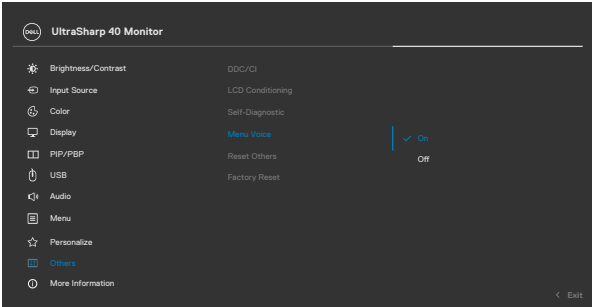 DELL UltraSharp 40 Monitor
Brightness/Contrast DDC/CI
Input Source LCD Conditioning
Color Self-Diagnostic
Display Menu Voice On
PIP/PBP Reset Others Off
USB Factory Reset
Audio
Menu
Personalize
Others
More Information
Exit